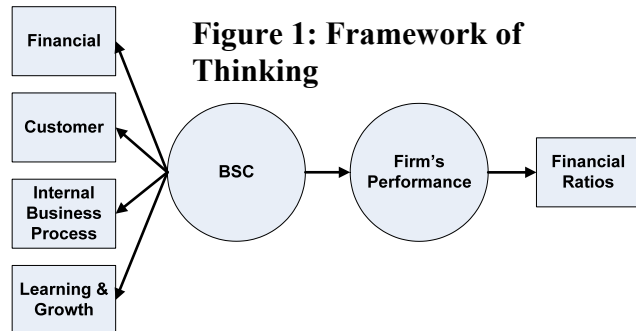 Figure 1: Framework of
Thinking
Financial
Customer
Internal
Business
Process
Learning &
Growth
BSC
Firm's
Performance
Financial
Ratios